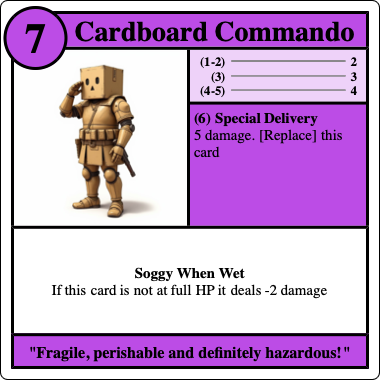 7
Cardboard Commando
(1-2) 2
(3) 3
(4-5) 4
(6) Special Delivery
5 damage. [Replace] this
card
Soggy When Wet
If this card is not at full HP it deals -2 damage
"Fragile, perishable and definitely hazardous!"